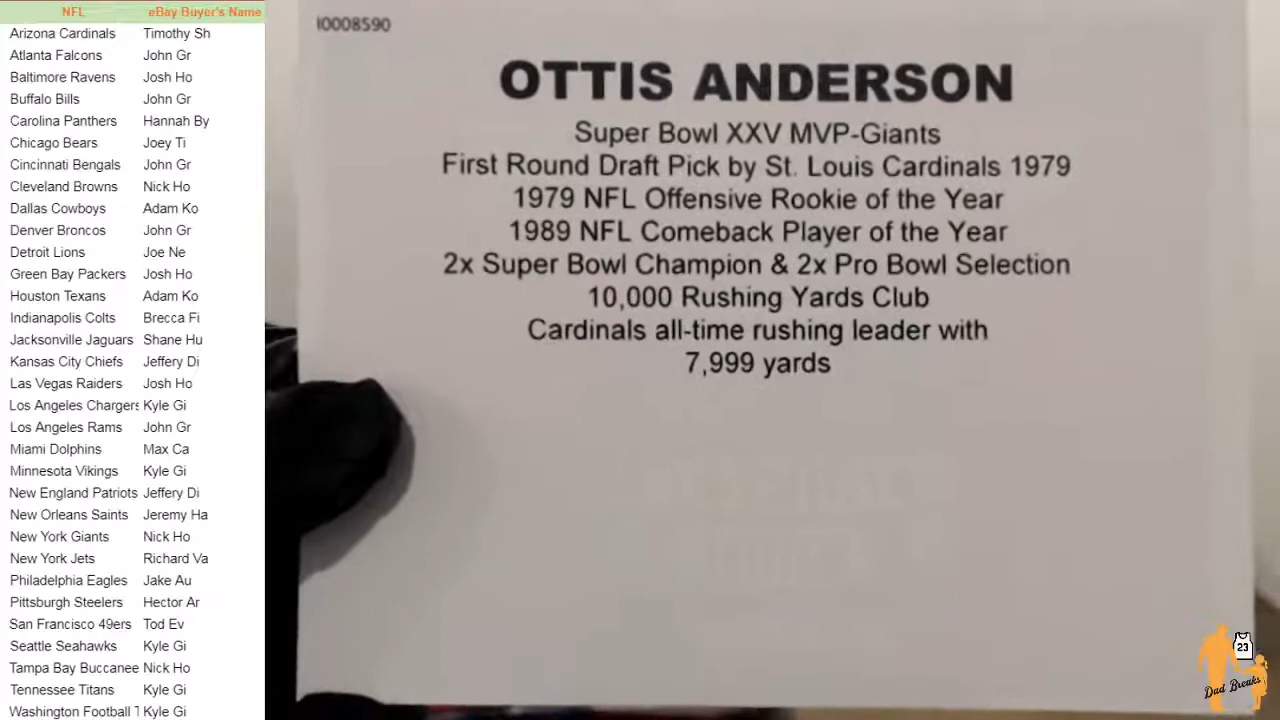 NFL eBay Buyer's Name
Arizona Cardinals Timothy Sh
Atlanta Falcons John Gr
Baltimore Ravens Josh Ho
Buffalo Bills John Gr
Carolina Panthers Hannah By
Chicago Bears Joey Ti
Cincinnati Bengals John Gr
Cleveland Browns Nick Ho
Dallas Cowboys Adam Ko
Denver Broncos John Gr
Detroit Lions Joe Ne
Green Bay Packers Josh Ho
Houston Texans Adam Ko
Indianapolis Colts Brecca Fi
Jacksonville Jaguars Shane Hu
Kansas City Chiefs Jeffery Di
Las Vegas Raiders Josh Ho
Los Angeles Chargers Kyle Gi
Los Angeles Rams John Gr
Miami Dolphins Max Ca
Minnesota Vikings Kyle Gi
New England Patriots Jeffery Di
New Orleans Saints Jeremy Ha
New York Giants Nick Ho
New York Jets Richard Va
Philadelphia Eagles Jake Au
Pittsburgh Steelers Hector Ar
San Francisco 49ers Tod Ev
Seattle Seahawks Kyle Gi
Tampa Bay Buccanee Nick Ho
Tennessee Titans Kyle Gi
Washington Football T Kyle Gi
I0008590
OTTIS ANDERSON
Super Bowl XXV MVP-Giants
First Round Draft Pick by St. Louis Cardinals 1979
1979 NFL Offensive Rookie of the Year
1989 NFL Comeback Player of the Year
2x Super Bowl Champion & 2x Pro Bowl Selection
10,000 Rushing Yards Club
Cardinals all-time rushing leader with
7,999 yards
23
Dad Breaks